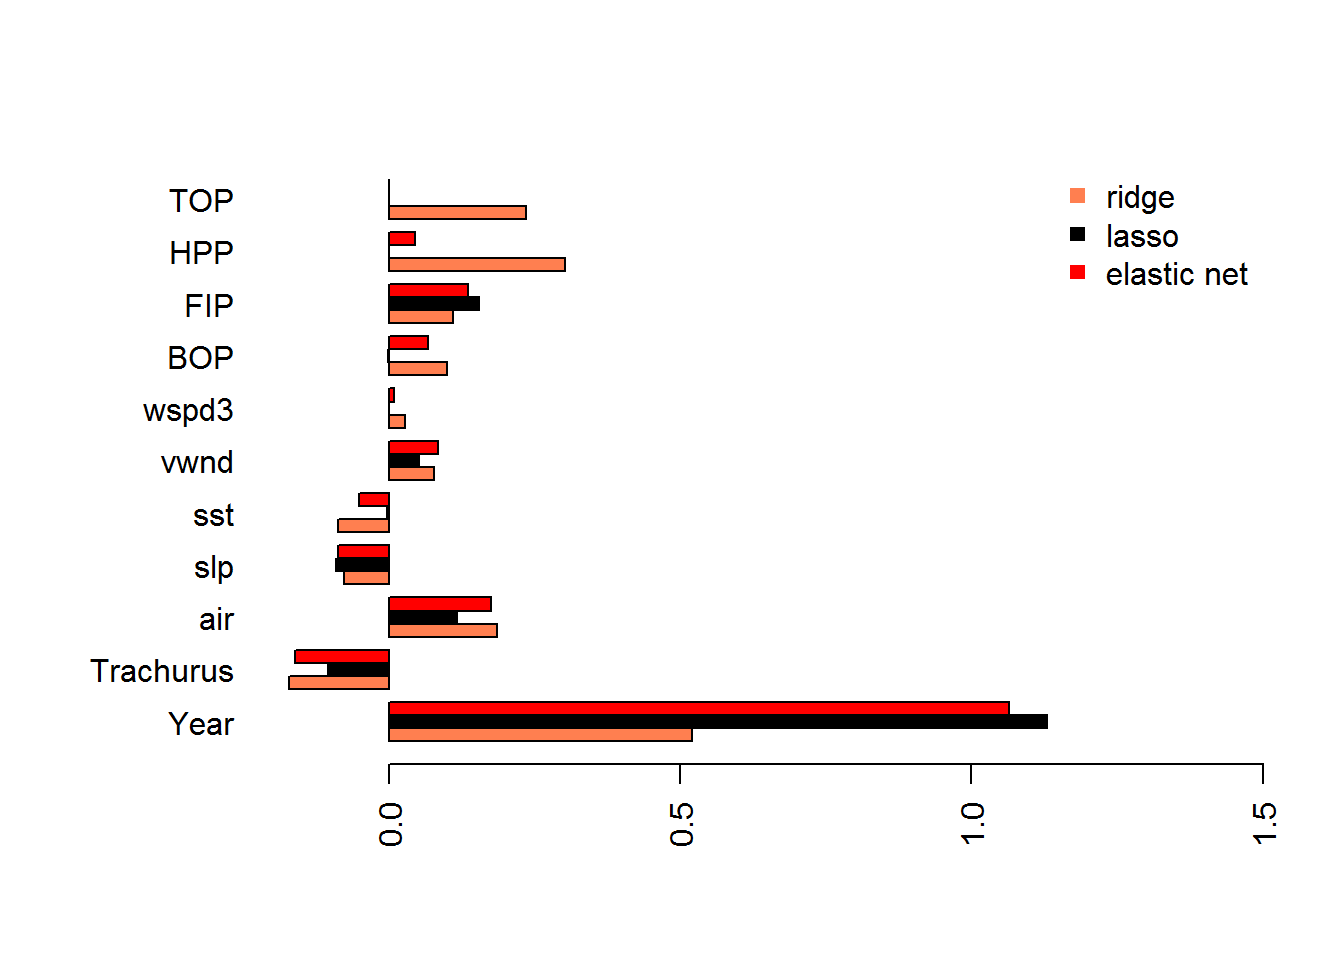 TOP
HPP
FIP
BOP
wspd3
vwnd
sst
slp
air
Trachurus
Year
ridge
lasso
elastic net
0.0
0.5
1.0
1.5